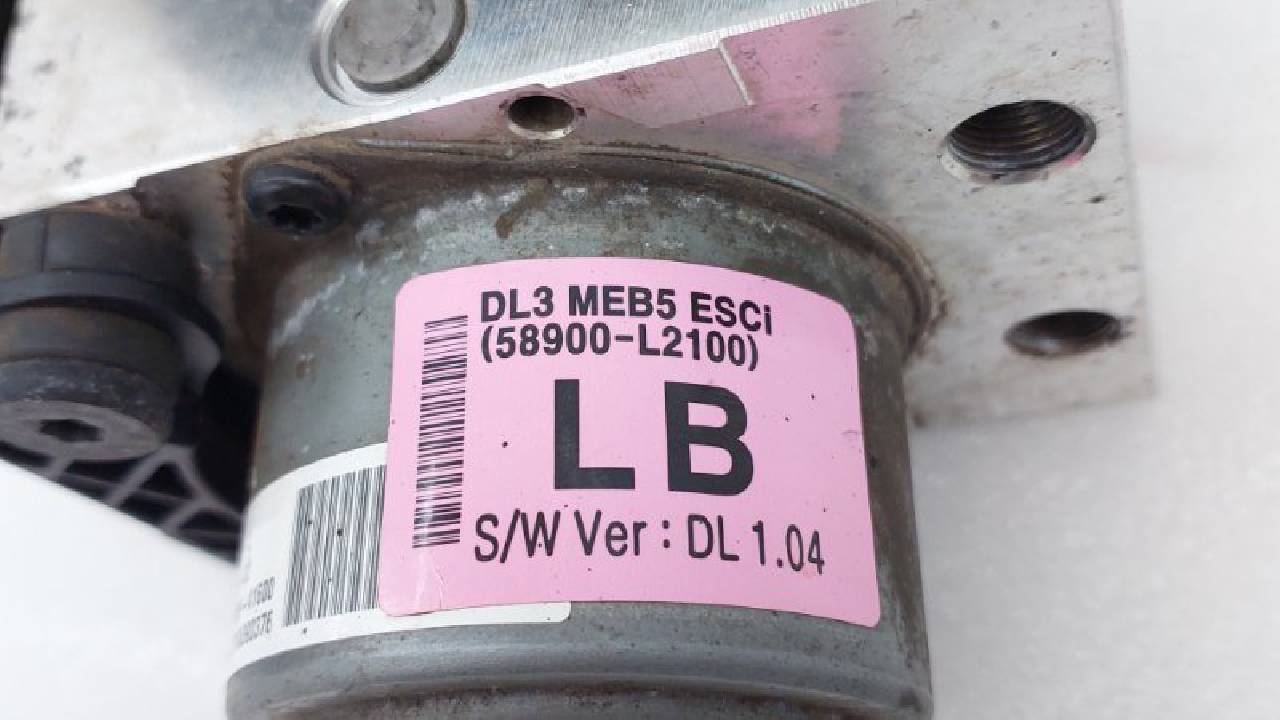 DL3 MEB5 ESCi
(58900-L2100)
LB
S/W Ver : DL 1.04